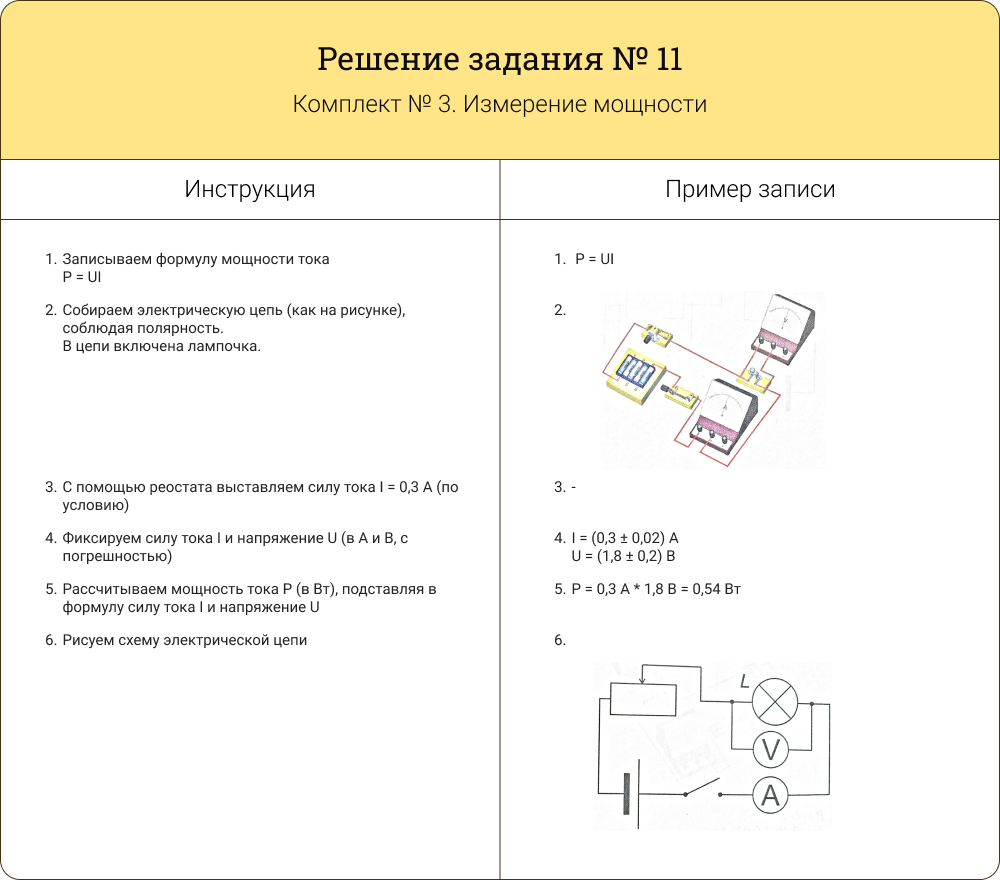 Решение задания № 11
Комплект № 3. Измерение мощности
Инструкция
Пример записи
1. Записываем формулу мощности тока
P = UI
2. Собираем электрическую цепь (как на рисунке),
соблюдая полярность.
В цепи включена лампочка.
3. С помощью реостата выставляем силу тока I = 0,3 А (по
условию)
4. Фиксируем силу тока I и напряжение U (в А и В, с
погрешностью)
5. Рассчитываем мощность тока P (в Вт), подставляя в
формулу силу тока I и напряжение U
6. Рисуем схему электрической цепи
1. P = UI
2.
V
A
3. -
4. I = (0,3 ± 0,02) А
U = (1,8 ± 0,2) В
5. P = 0,3 А * 1,8 В = 0,54 Вт
6.
L
V
A